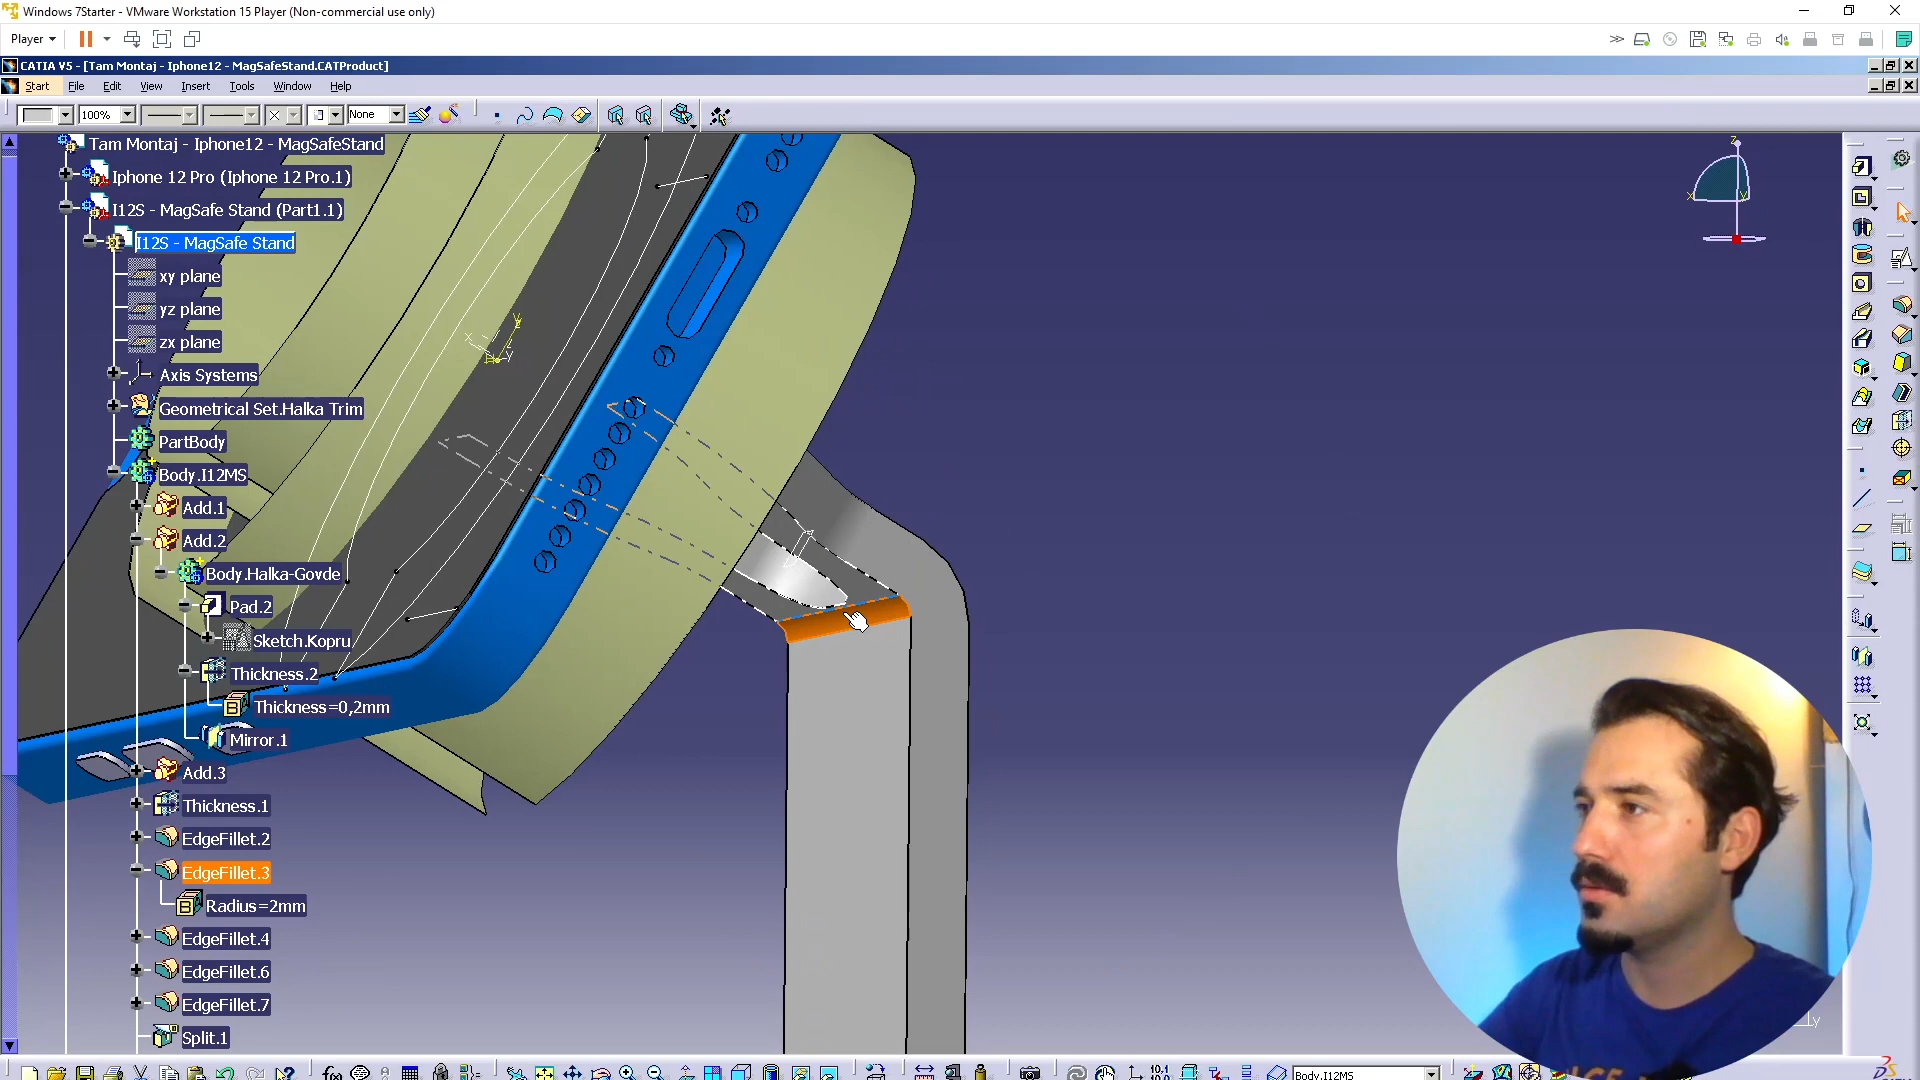 Windows 7Starter - VMware Workstation 15 Player (Non-commercial use only)
Player
CATIA V5 - [Tam Montaj - Iphone12 - MagSafeStand.CATProduct]
Start File Edit View Insert Tools Window Help
100% None
Tam Montaj - Iphone12 - MagSafeStand
Iphone 12 Pro (Iphone 12 Pro.1)
I12S - MagSafe Stand (Part1.1)
I12S - MagSafe Stand
xy plane
yz plane
zx plane
Axis Systems
Geometrical Set.Halka Trim
PartBody
Body.I12MS
Add.1
Add.2
Body.Halka-Govde
Pad.2
Sketch.Kopru
Thickness.2
Thickness=0,2mm
Mirror.1
Add.3
Thickness.1
EdgeFillet.2
EdgeFillet.3
Radius=2mm
EdgeFillet.4
EdgeFillet.6
EdgeFillet.7
Split.1
Body.I12MS